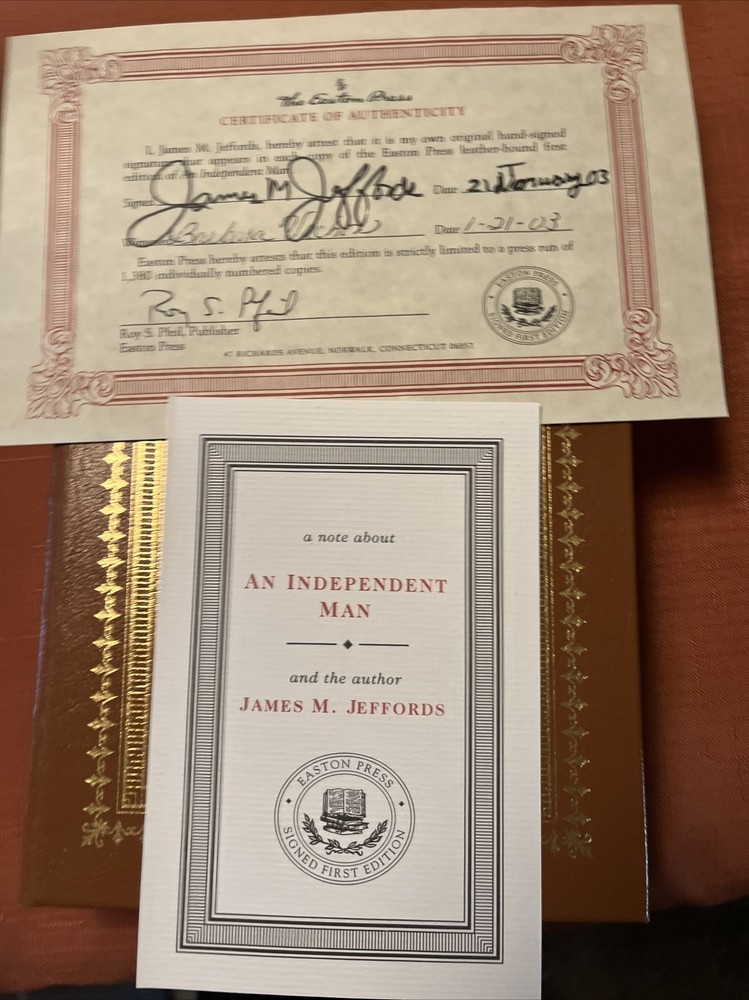 The Easton Press
CERTIFICATE OF AUTHENTICITY
I, James M. Jeffords, hereby attest that it is my own original hand-signed
signature that appears in each copy of the Easton Press leather-bound first
edition of An Independent Man.
Signed James M Jeffords Date 21st January 03
Barbara Date 1-21-03
Easton Press hereby attests that this edition is strictly limited to a press run of
individually numbered copies.
Roy S. Pfeil
Roy S. Pfeil, Publisher
Easton Press
47 RICHARDS AVENUE, NORWALK, CONNECTICUT 06857
EASTON PRESS
SIGNED FIRST EDITION
a note about
AN INDEPENDENT
MAN
and the author
JAMES M. JEFFORDS
EASTON PRESS
SIGNED FIRST EDITION